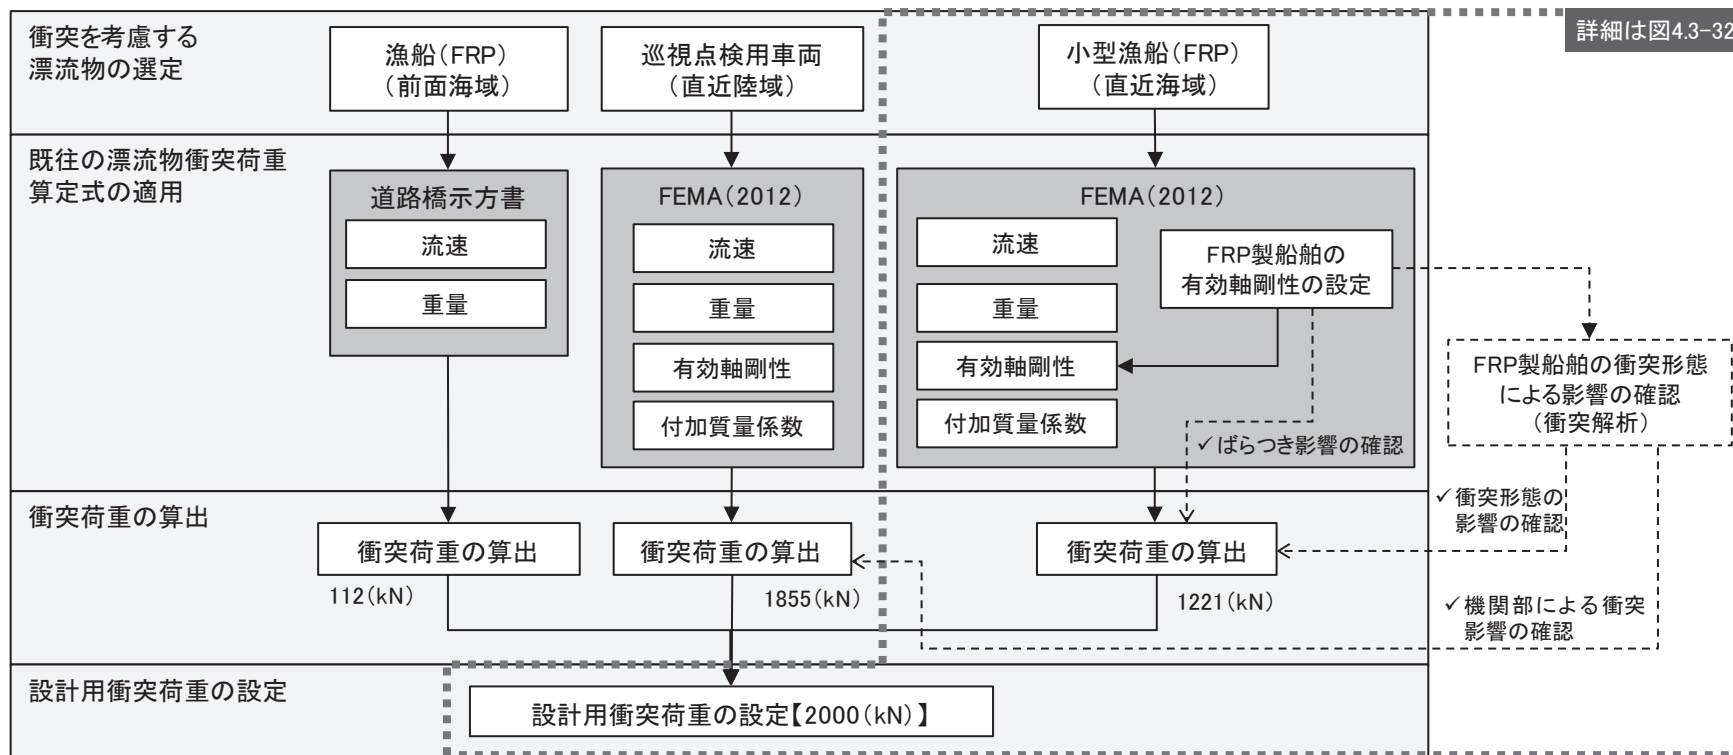 詳細は図4.3-32
衝突を考慮する
漂流物の選定
漁船(FRP)
(前面海域)
巡視点検用車両
(直近陸域)
小型漁船(FRP)
(直近海域)
既往の漂流物衝突荷重
算定式の適用
道路橋示方書
流速
重量
FEMA(2012)
流速
重量
有効軸剛性
付加質量係数
FEMA(2012)
流速
重量
有効軸剛性
付加質量係数
FRP製船舶の
有効軸剛性の設定
✓ばらつき影響の確認
FRP製船舶の衝突形態
による影響の確認
(衝突解析)
✓衝突形態の
影響の確認
✓機関部による衝突
影響の確認
衝突荷重の算出
衝突荷重の算出
112(kN)
衝突荷重の算出
1855(kN)
衝突荷重の算出
1221(kN)
設計用衝突荷重の設定
設計用衝突荷重の設定【2000(kN)】